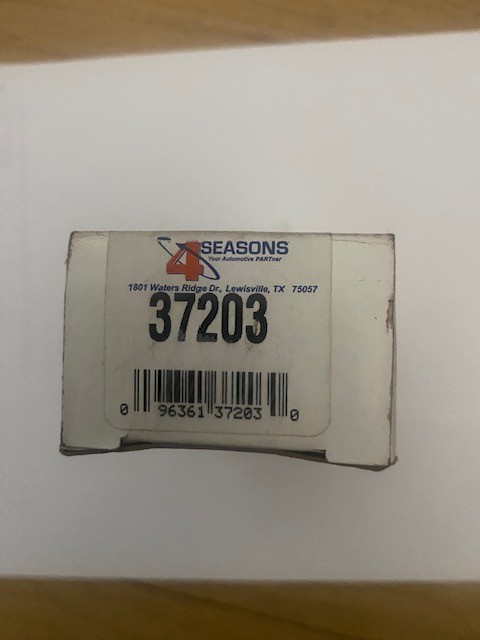 4 SEASONS
Your Automotive PARTner
1801 Waters Ridge Dr., Lewisville, TX 75057
37203
0 96361 37203 0